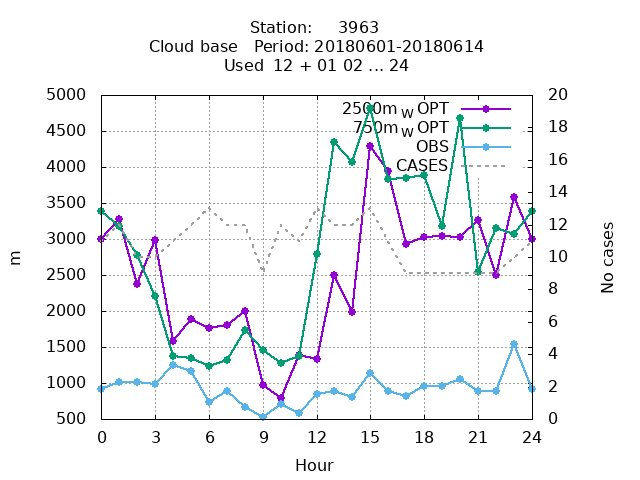 Station: 3963
Cloud base Period: 20180601-20180614
Used 12 + 01 02 ... 24
5000
4500
4000
3500
3000
2500
2000
1500
1000
500
m
2500m W OPT
750m W OPT
OBS
CASES
20
18
16
14
12
10
8
6
4
2
0
No cases
0 3 6 9 12 15 18 21 24
Hour